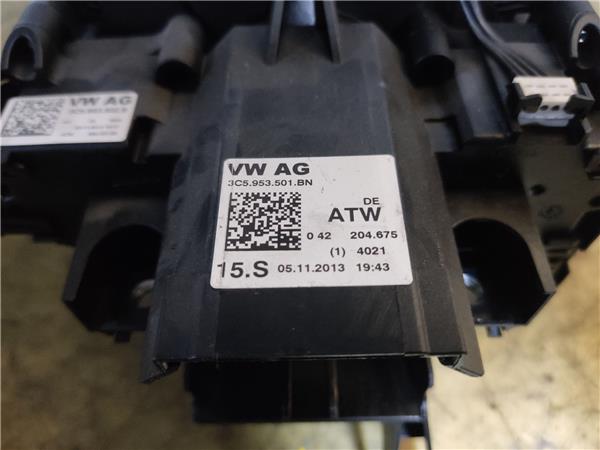 VW AG
VW AG
3C5.953.501.BN
DE
ATW
0 42 204.675
(1) 4021
15.S 05.11.2013 19:43